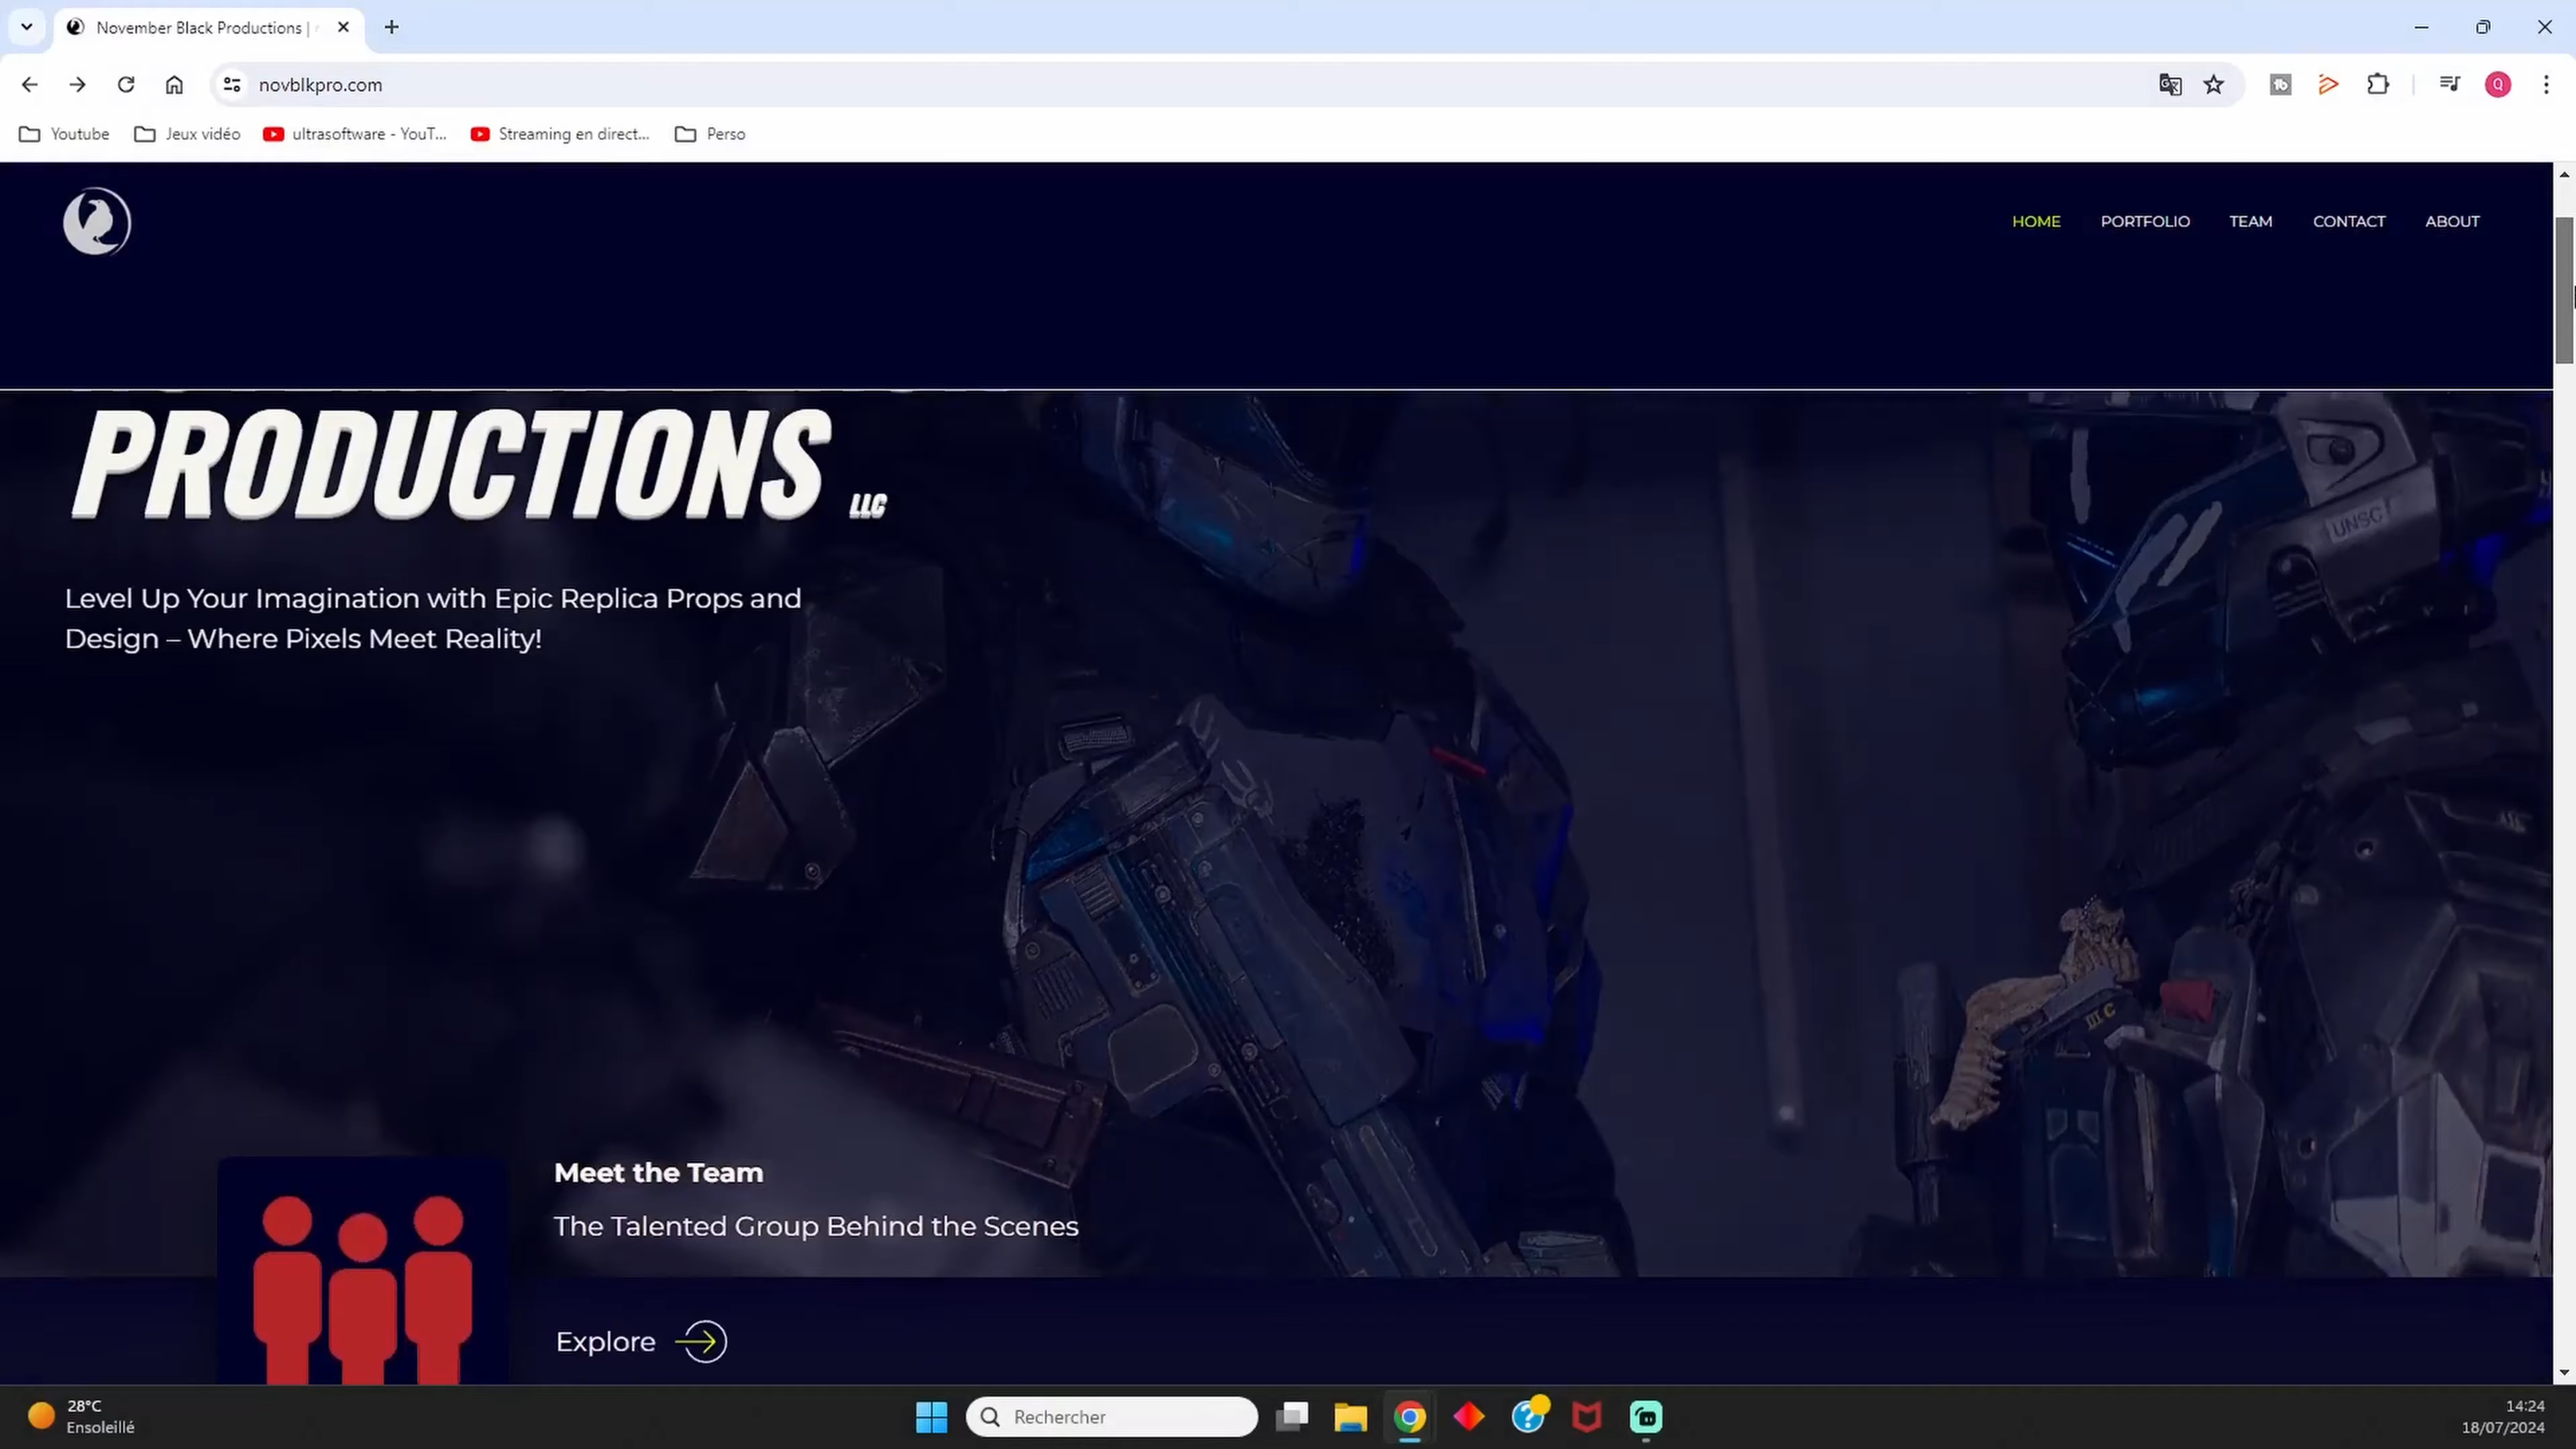 November Black Productions |
novblkpro.com
Youtube
Jeux vidéo
ultrasoftware - YouT...
Streaming en direct...
Perso
HOME
PORTFOLIO
TEAM
CONTACT
ABOUT
PRODUCTIONS LLC
Level Up Your Imagination with Epic Replica Props and
Design – Where Pixels Meet Reality!
UNSC
III C
Meet the Team
The Talented Group Behind the Scenes
Explore
28°C
Ensoleillé
Rechercher
14:24
18/07/2024